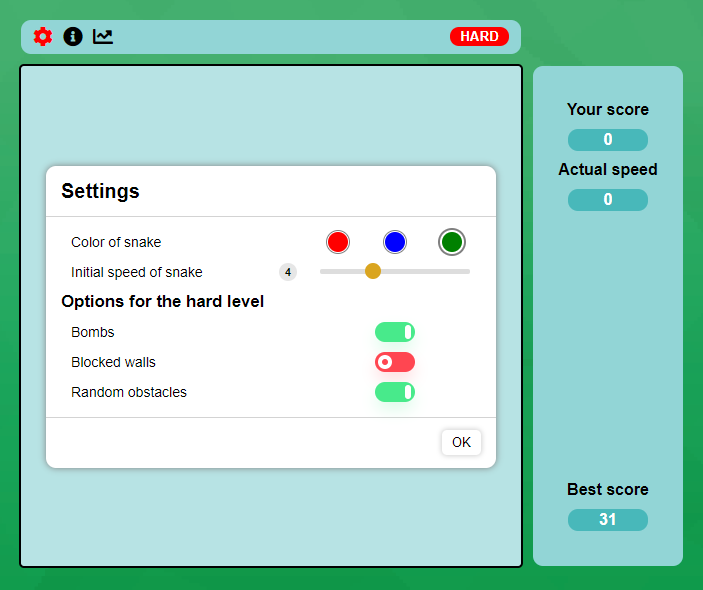 HARD
Your score
0
Actual speed
0
Settings
Color of snake
Initial speed of snake 4
Options for the hard level
Bombs
Blocked walls
Random obstacles
OK
Best score
31